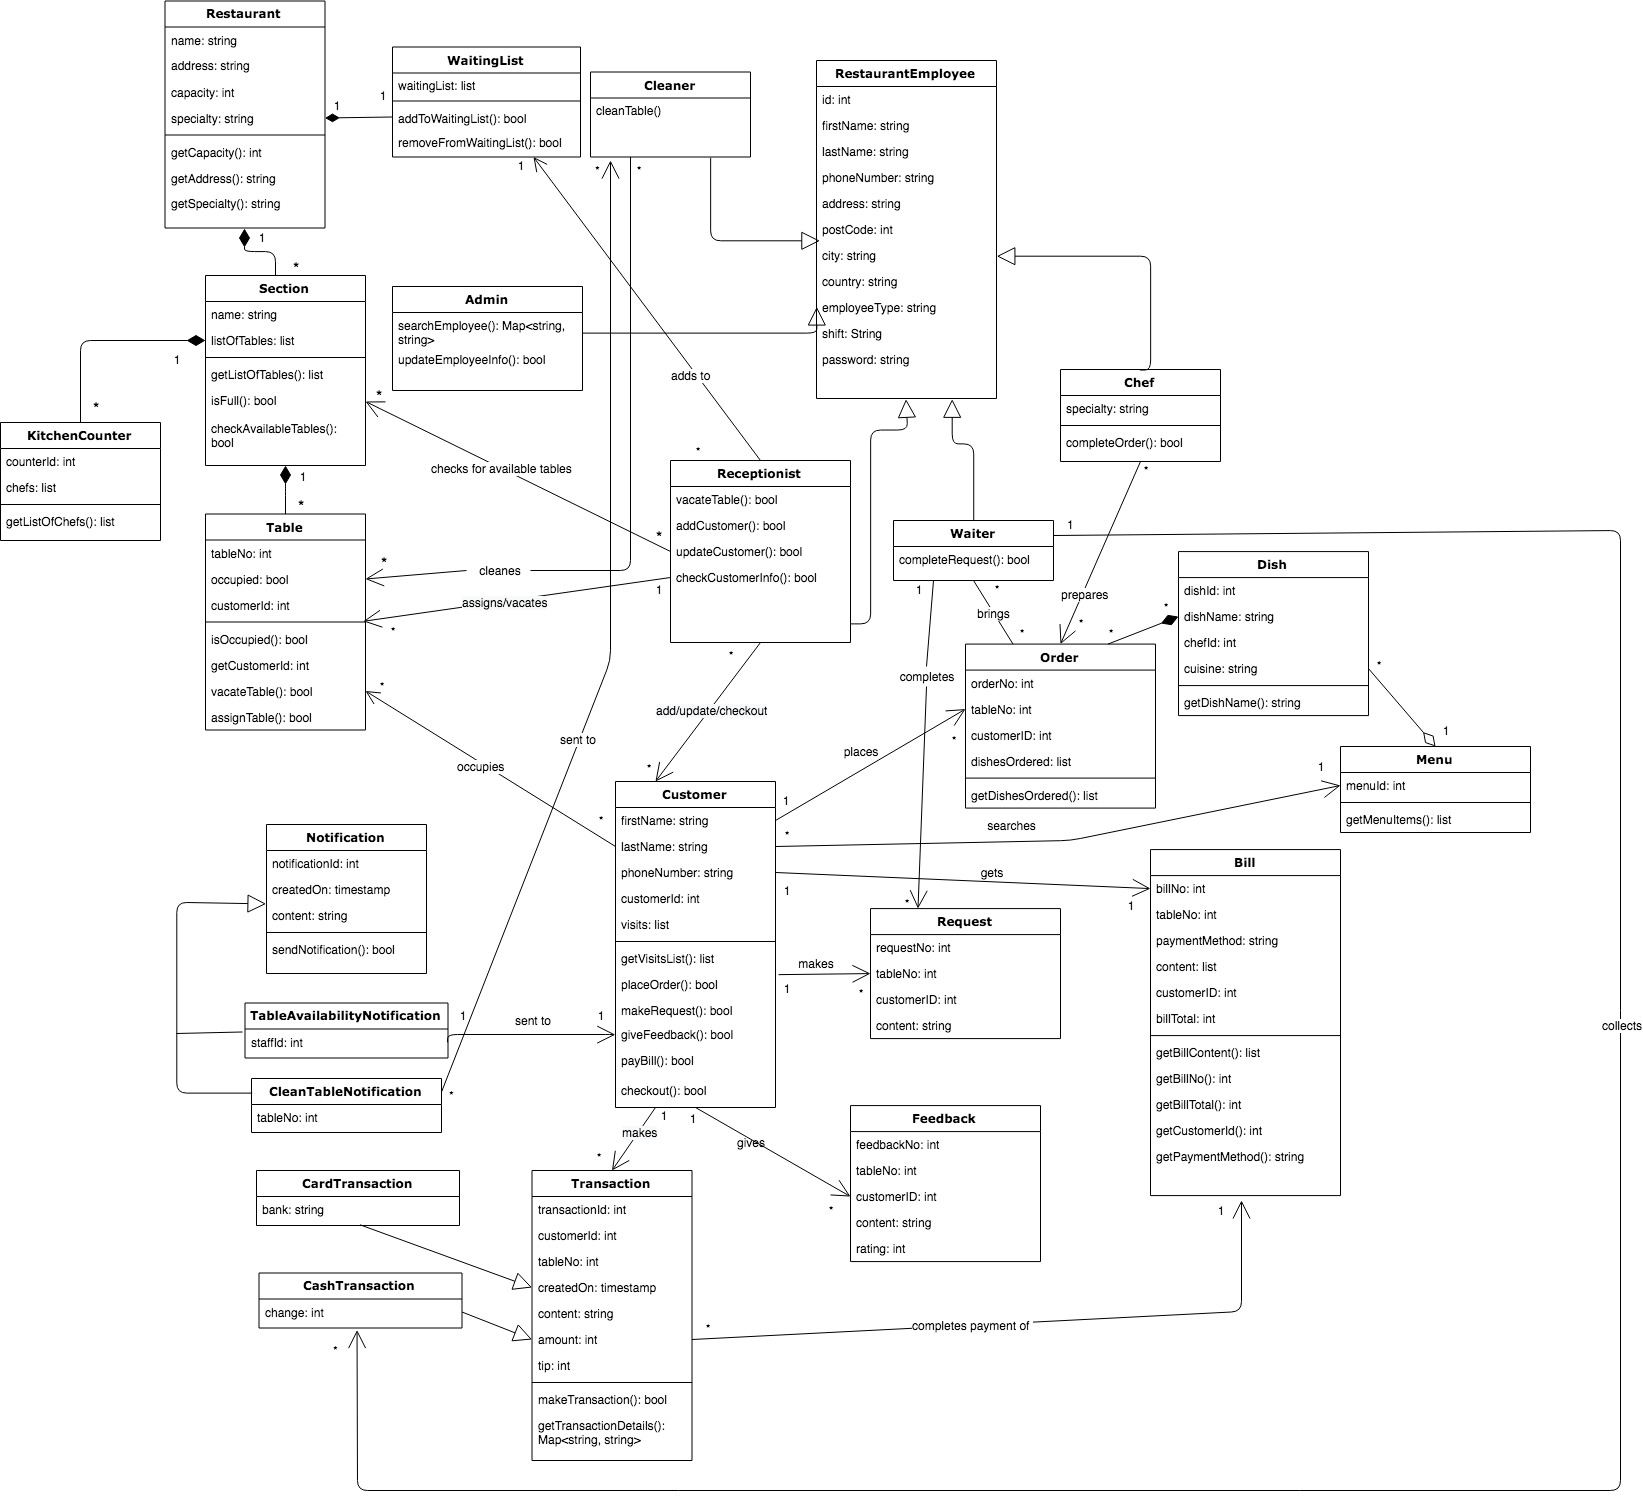 Restaurant
name: string
address: string
capacity: int
specialty: string
getCapacity(): int
getAddress(): string
getSpecialty(): string
1
1
WaitingList
waitingList: list
addToWaitingList(): bool
removeFromWaitingList(): bool
1
Cleaner
cleanTable()
*
*
RestaurantEmployee
id: int
firstName: string
lastName: string
phoneNumber: string
address: string
postCode: int
city: string
country: string
employeeType: string
shift: String
password: string
1
*
Section
name: string
listOfTables: list
getListOfTables(): list
isFull(): bool
checkAvailableTables():
bool
1
*
Admin
searchEmployee(): Map<string,
string>
updateEmployeeInfo(): bool
adds to
*
*
checks for available tables
*
KitchenCounter
counterId: int
chefs: list
getListOfChefs(): list
1
*
Chef
specialty: string
completeOrder(): bool
*
Receptionist
vacateTable(): bool
addCustomer(): bool
updateCustomer(): bool
checkCustomerInfo(): bool
1
*
Table
tableNo: int
occupied: bool
customerId: int
isOccupied(): bool
getCustomerId: int
vacateTable(): bool
assignTable(): bool
*
cleanes
assigns/vacates
*
*
Waiter
completeRequest(): bool
1
1
*
brings
*
prepares
*
completes
Dish
dishId: int
dishName: string
chefId: int
cuisine: string
getDishName(): string
*
*
*
1
Order
orderNo: int
tableNo: int
customerID: int
dishesOrdered: list
getDishesOrdered(): list
*
Menu
menuId: int
getMenuItems(): list
1
add/update/checkout
*
places
sent to
occupies
*
Customer
firstName: string
lastName: string
phoneNumber: string
customerId: int
visits: list
getVisitsList(): list
placeOrder(): bool
makeRequest(): bool
giveFeedback(): bool
payBill(): bool
checkout(): bool
1
*
searches
gets
1
1
Notification
notificationId: int
createdOn: timestamp
content: string
sendNotification(): bool
Bill
billNo: int
tableNo: int
paymentMethod: string
content: list
customerID: int
billTotal: int
getBillContent(): list
getBillNo(): int
getBillTotal(): int
getCustomerId(): int
getPaymentMethod(): string
1
*
Request
requestNo: int
tableNo: int
customerID: int
content: string
makes
1
*
TableAvailabilityNotification
staffId: int
1
sent to
1
collects
CleanTableNotification
tableNo: int
*
makes
1
*
1
gives
*
Feedback
feedbackNo: int
tableNo: int
customerID: int
content: string
rating: int
CardTransaction
bank: string
CashTransaction
change: int
*
Transaction
transactionId: int
customerId: int
tableNo: int
createdOn: timestamp
content: string
amount: int
tip: int
makeTransaction(): bool
getTransactionDetails():
Map<string, string>
*
completes payment of